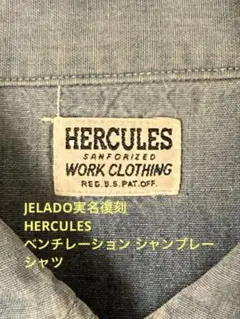 HERCULES
SANFORIZED
WORK CLOTHING
REG. U.S. PAT. OFF.
JELADO実名復刻
HERCULES
ベンチレーション シャンブレー
シャツ